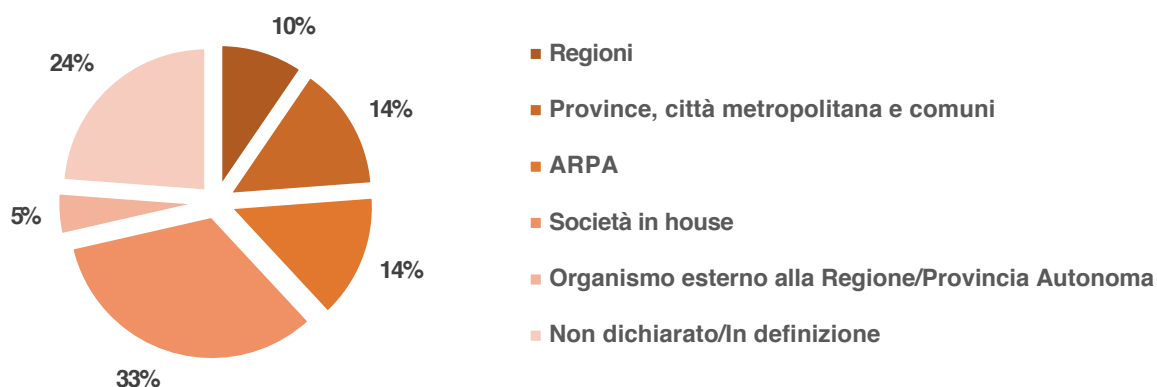 10%
14%
14%
33%
5%
24%
Regioni
Province, città metropolitana e comuni
ARPA
Società in house
Organismo esterno alla Regione/Provincia Autonoma
Non dichiarato/In definizione